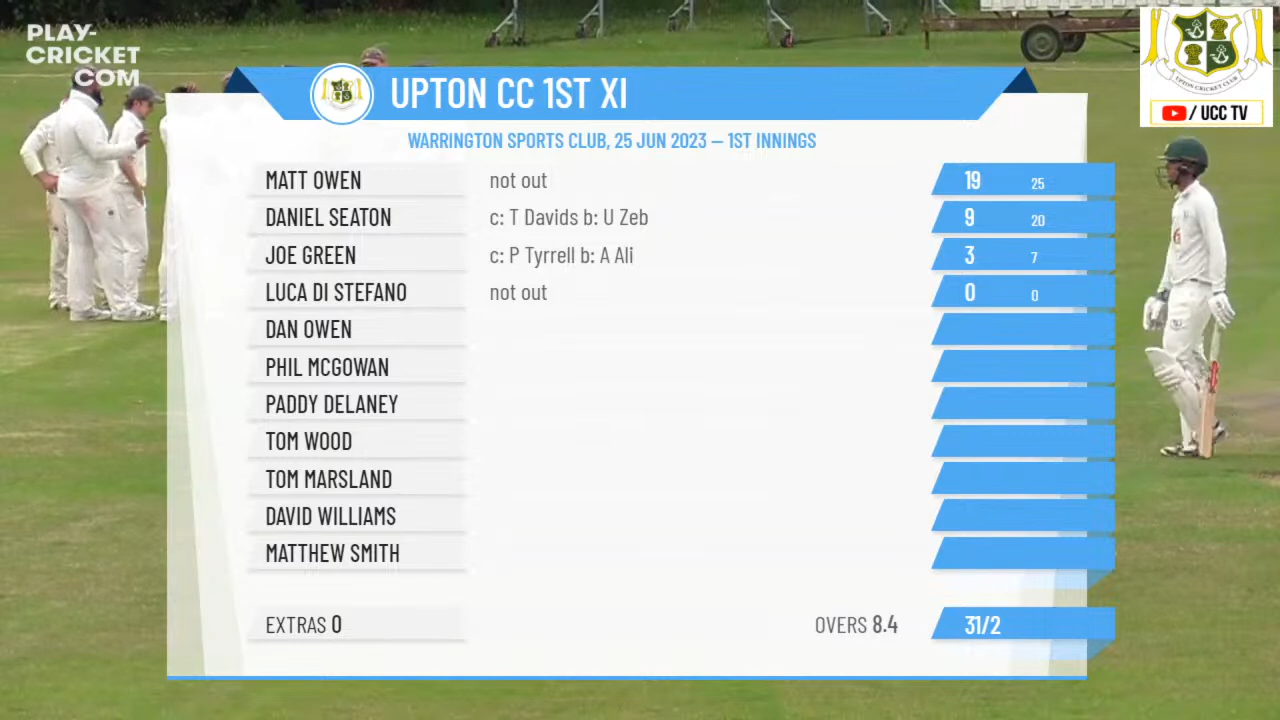 PLAY-
CRICKET
COM
UPTON CC 1ST XI
WARRINGTON SPORTS CLUB, 25 JUN 2023 – 1ST INNINGS
MATT OWEN not out 19 25
DANIEL SEATON c: T Davids b: U Zeb 9 20
JOE GREEN c: P Tyrrell b: A Ali 3 7
LUCA DI STEFANO not out 0 0
DAN OWEN
PHIL MCGOWAN
PADDY DELANEY
TOM WOOD
TOM MARSLAND
DAVID WILLIAMS
MATTHEW SMITH
EXTRAS 0 OVERS 8.4 31/2
UPTON CRICKET CLUB
/ UCC TV